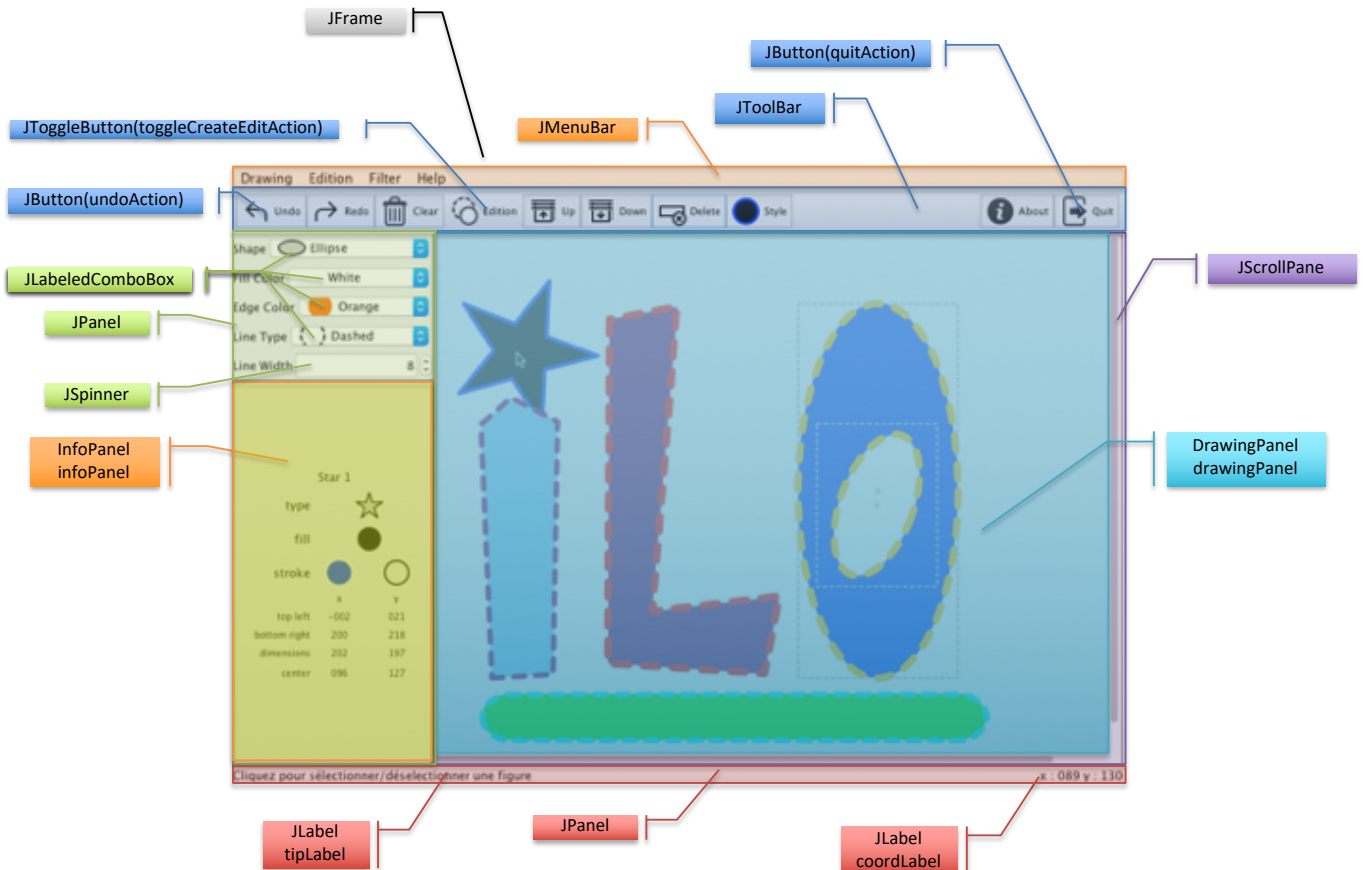 JFrame
JButton(quitAction)
JToolBar
JToggleButton(toggleCreateEditAction)
JMenuBar
Drawing Edition Filter Help
JButton(undoAction)
Undo Redo Clear Edition Up Down Delete Style About Quit
Shape Ellipse
JLabeledComboBox
Fill Color White
JScrollPane
Edge Color Orange
JPanel
Line Type Dashed
Line Width 8
JSpinner
InfoPanel
infoPanel
DrawingPanel
drawingPanel
Star 1
type
fill
stroke
x y
top left -002 021
bottom right 200 218
dimensions 202 197
center 096 127
Cliquez pour sélectionner/déselectionner une figure
x : 089 y : 130
JLabel
tipLabel
JPanel
JLabel
coordLabel